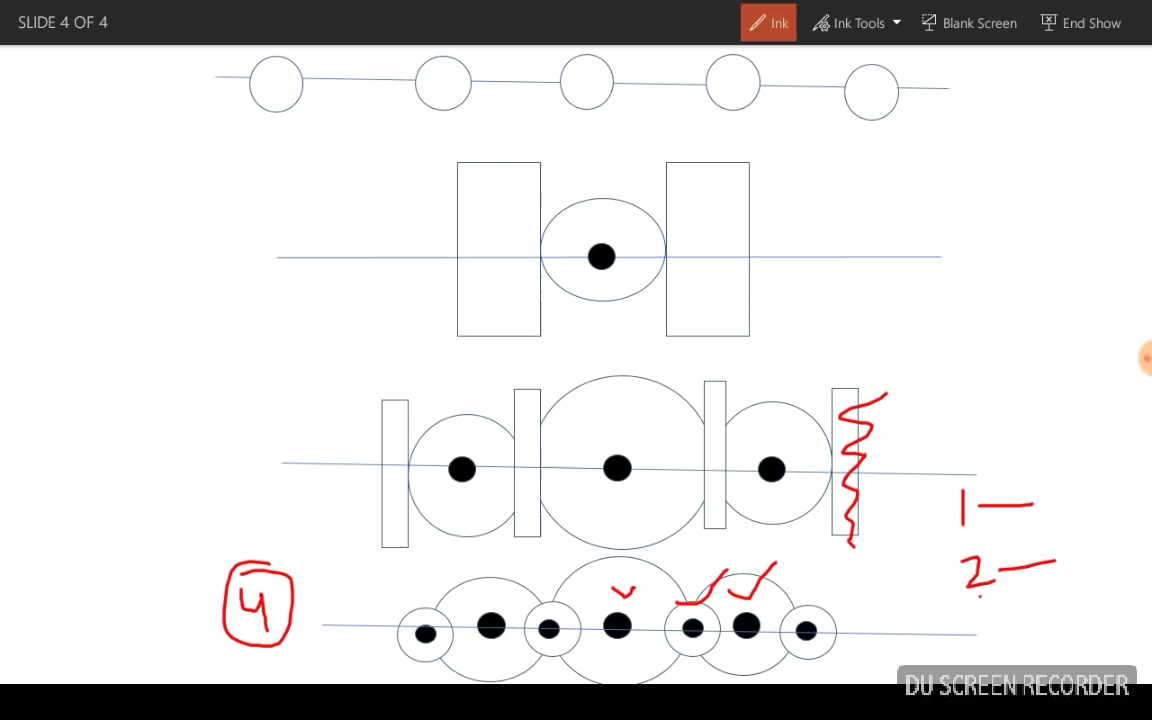 SLIDE 4 OF 4 Ink Ink Tools Blank Screen End Show
1 —
2 —
4
DU SCREEN RECORDER